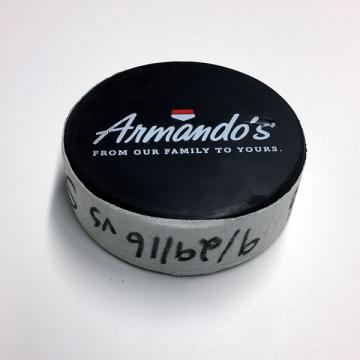 Armando's
FROM OUR FAMILY TO YOURS.
9/29/16 vs